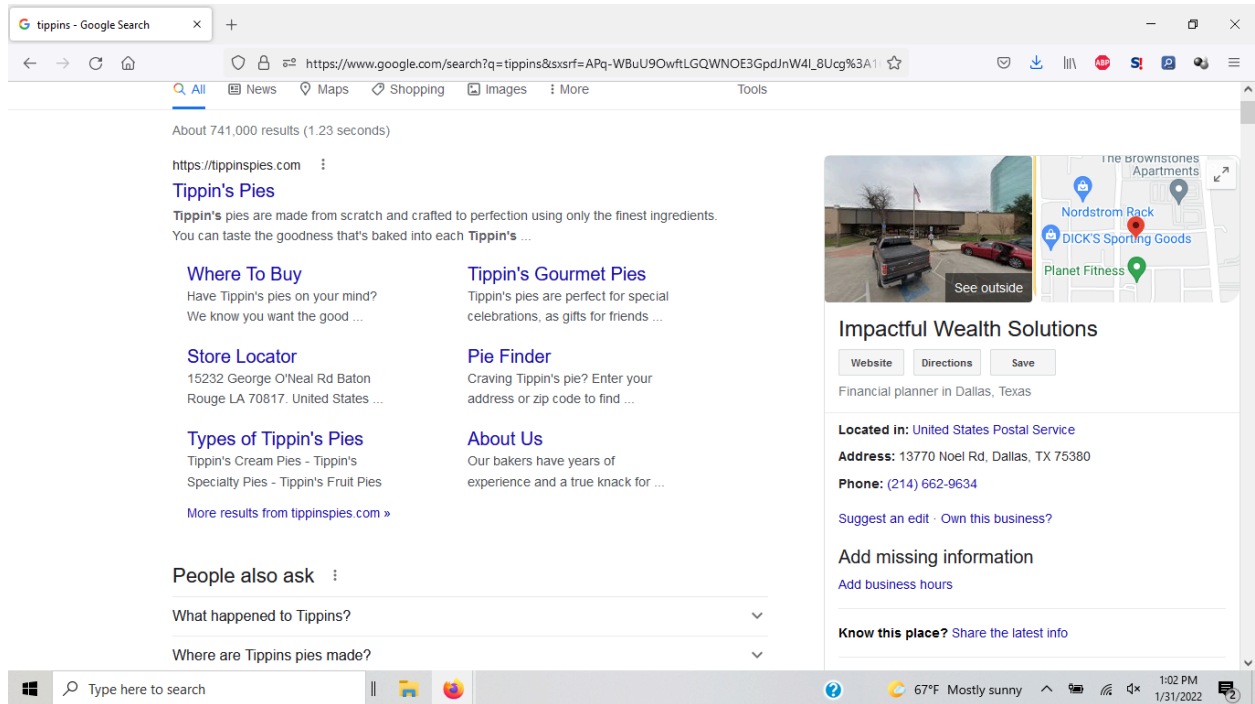 tippins - Google Search
https://www.google.com/search?q=tippins&sxsrf=APq-WBuU9OwftLGQWNOE3GpdJnW4I_8Ucg%3A1
ABP
S!
All
News
Maps
Shopping
Images
More
Tools
About 741,000 results (1.23 seconds)
https://tippinspies.com
Tippin's Pies
Tippin's pies are made from scratch and crafted to perfection using only the finest ingredients.
You can taste the goodness that's baked into each Tippin's ...
Where To Buy
Have Tippin's pies on your mind?
We know you want the good ...
Tippin's Gourmet Pies
Tippin's pies are perfect for special
celebrations, as gifts for friends ...
Store Locator
15232 George O'Neal Rd Baton
Rouge LA 70817. United States ...
Pie Finder
Craving Tippin's pie? Enter your
address or zip code to find ...
Types of Tippin's Pies
Tippin's Cream Pies - Tippin's
Specialty Pies - Tippin's Fruit Pies
About Us
Our bakers have years of
experience and a true knack for ...
More results from tippinspies.com »
People also ask
What happened to Tippins?
Where are Tippins pies made?
See outside
The Brownstones
Apartments
Nordstrom Rack
DICK'S Sporting Goods
Planet Fitness
Impactful Wealth Solutions
Website
Directions
Save
Financial planner in Dallas, Texas
Located in: United States Postal Service
Address: 13770 Noel Rd, Dallas, TX 75380
Phone: (214) 662-9634
Suggest an edit · Own this business?
Add missing information
Add business hours
Know this place? Share the latest info
Type here to search
67°F Mostly sunny
1:02 PM
1/31/2022
2